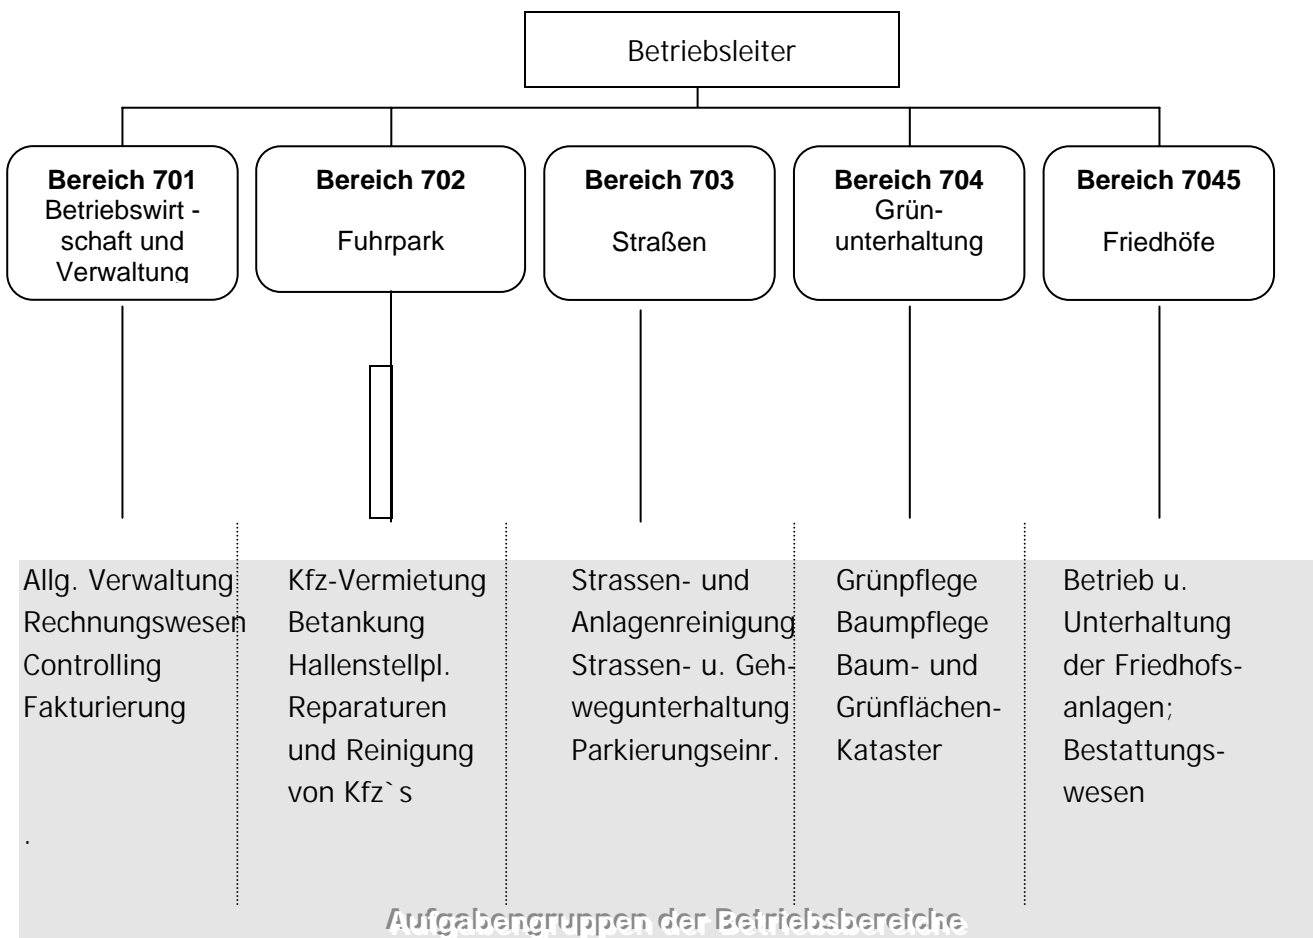 Betriebsleiter
Bereich 701
Betriebswirt -
schaft und
Verwaltung
Bereich 702
Fuhrpark
Bereich 703
Straßen
Bereich 704
Grün-
unterhaltung
Bereich 7045
Friedhöfe
Allg. Verwaltung
Rechnungswesen
Controlling
Fakturierung
.
Kfz-Vermietung
Betankung
Hallenstellpl.
Reparaturen
und Reinigung
von Kfz`s
Strassen- und
Anlagenreinigung
Strassen- u. Geh-
wegunterhaltung
Parkierungseinr.
Grünpflege
Baumpflege
Baum- und
Grünflächen-
Kataster
Betrieb u.
Unterhaltung
der Friedhofs-
anlagen;
Bestattungs-
wesen
Aufgabengruppen der Betriebsbereiche